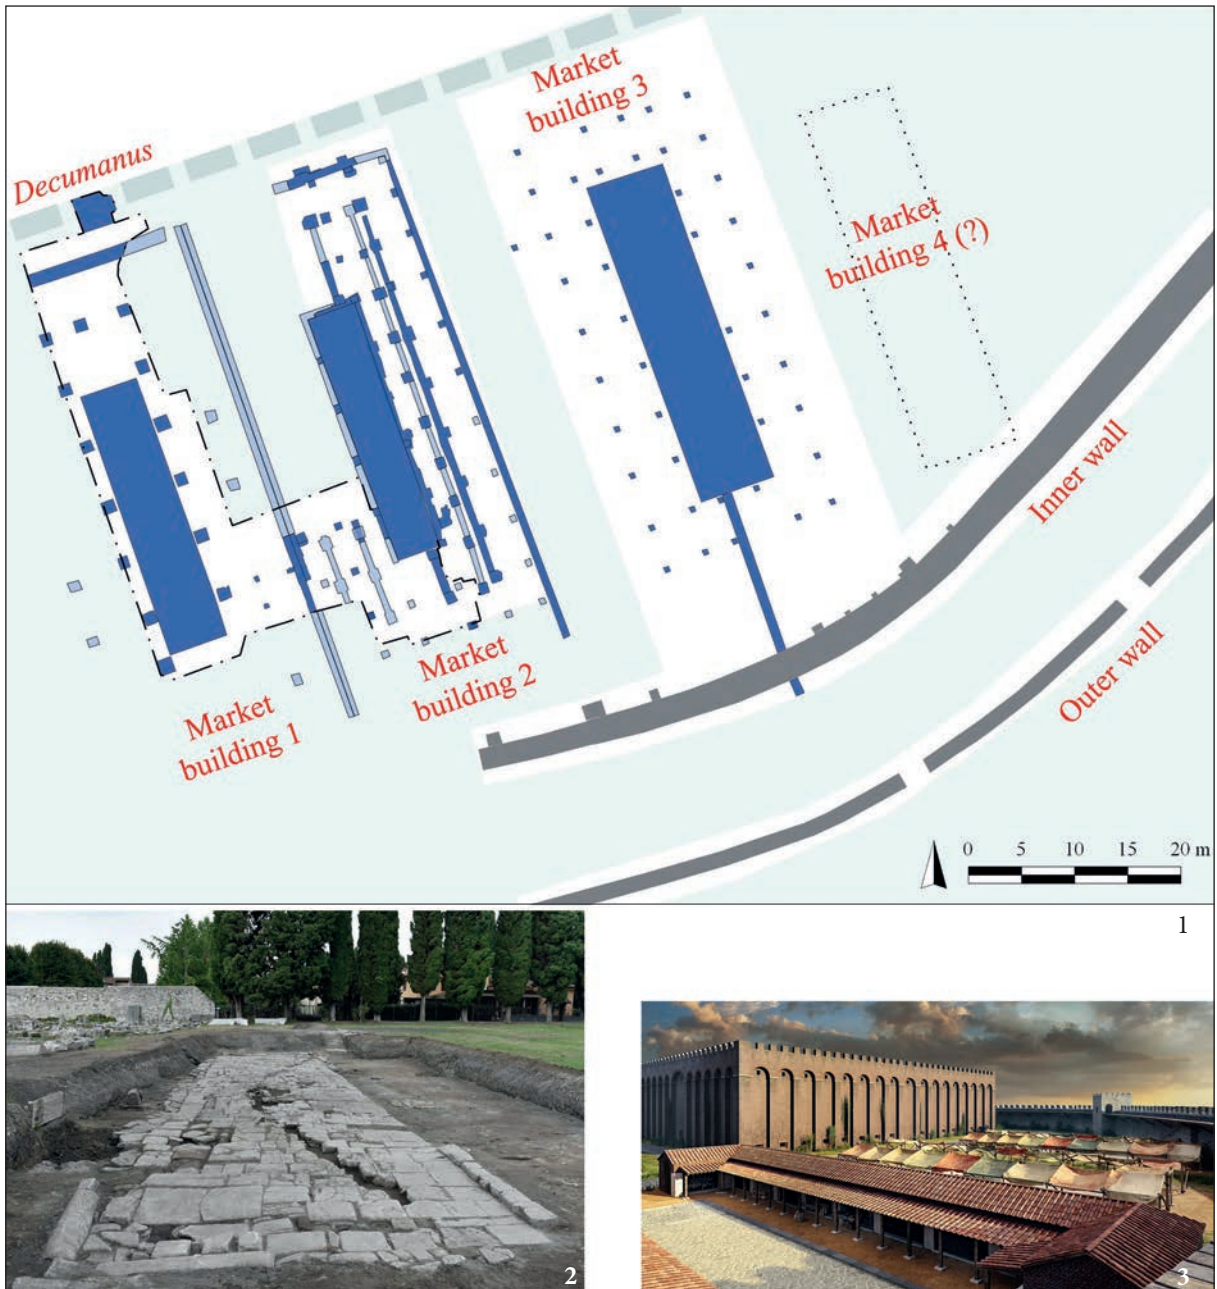 Market
building 3
Decumanus
Market
building 4 (?)
Inner wall
Market
building 2
Outer wall
Market
building 1
0 5 10 15 20 m
1
2
3